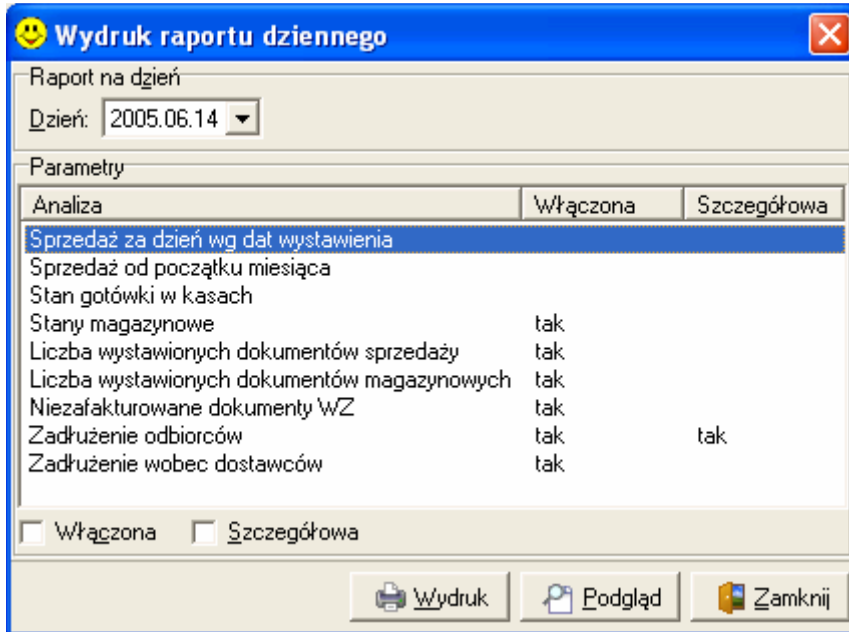 Wydruk raportu dziennego
Raport na dzień
Dzień: 2005.06.14
Parametry
Analiza Włączona Szczegółowa
Sprzedaż za dzień wg dat wystawienia
Sprzedaż od początku miesiąca
Stan gotówki w kasach
Stany magazynowe tak
Liczba wystawionych dokumentów sprzedaży tak
Liczba wystawionych dokumentów magazynowych tak
Niezafakturowane dokumenty WZ tak
Zadłużenie odbiorców tak tak
Zadłużenie wobec dostawców tak
Włączona Szczegółowa
Wydruk Podgląd Zamknij